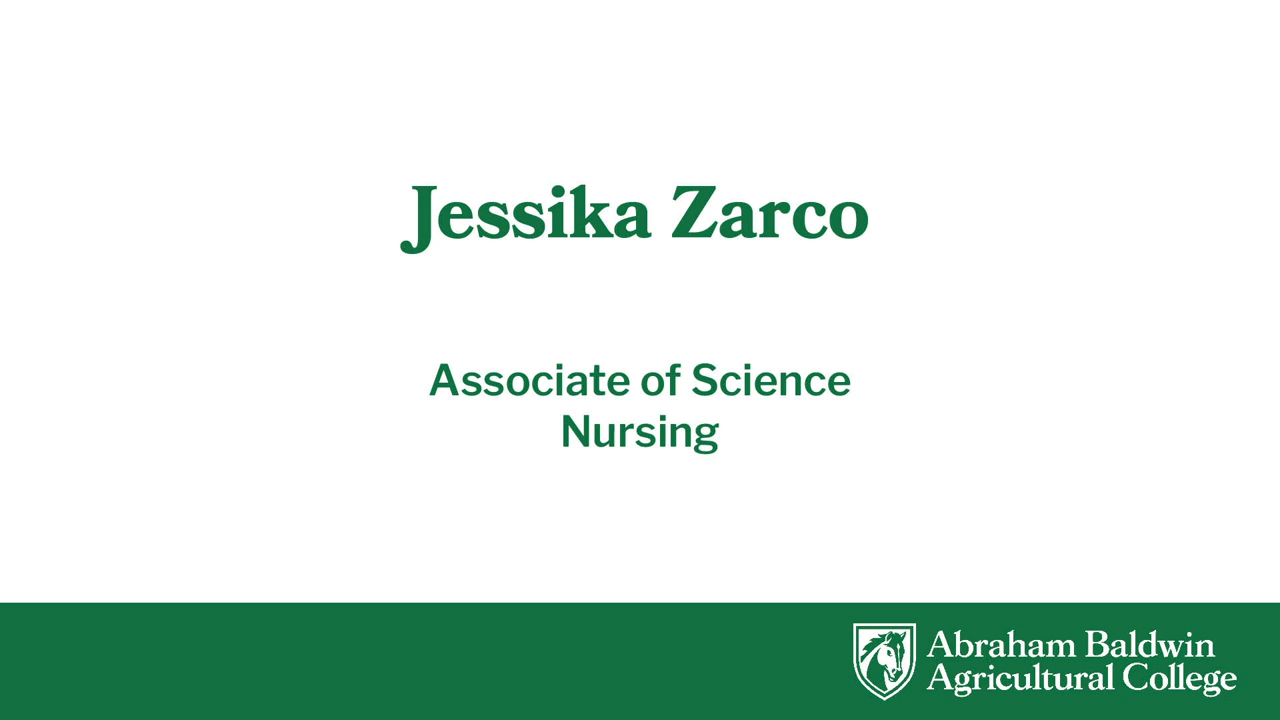 Jessika Zarco
Associate of Science
Nursing
Abraham Baldwin
Agricultural College